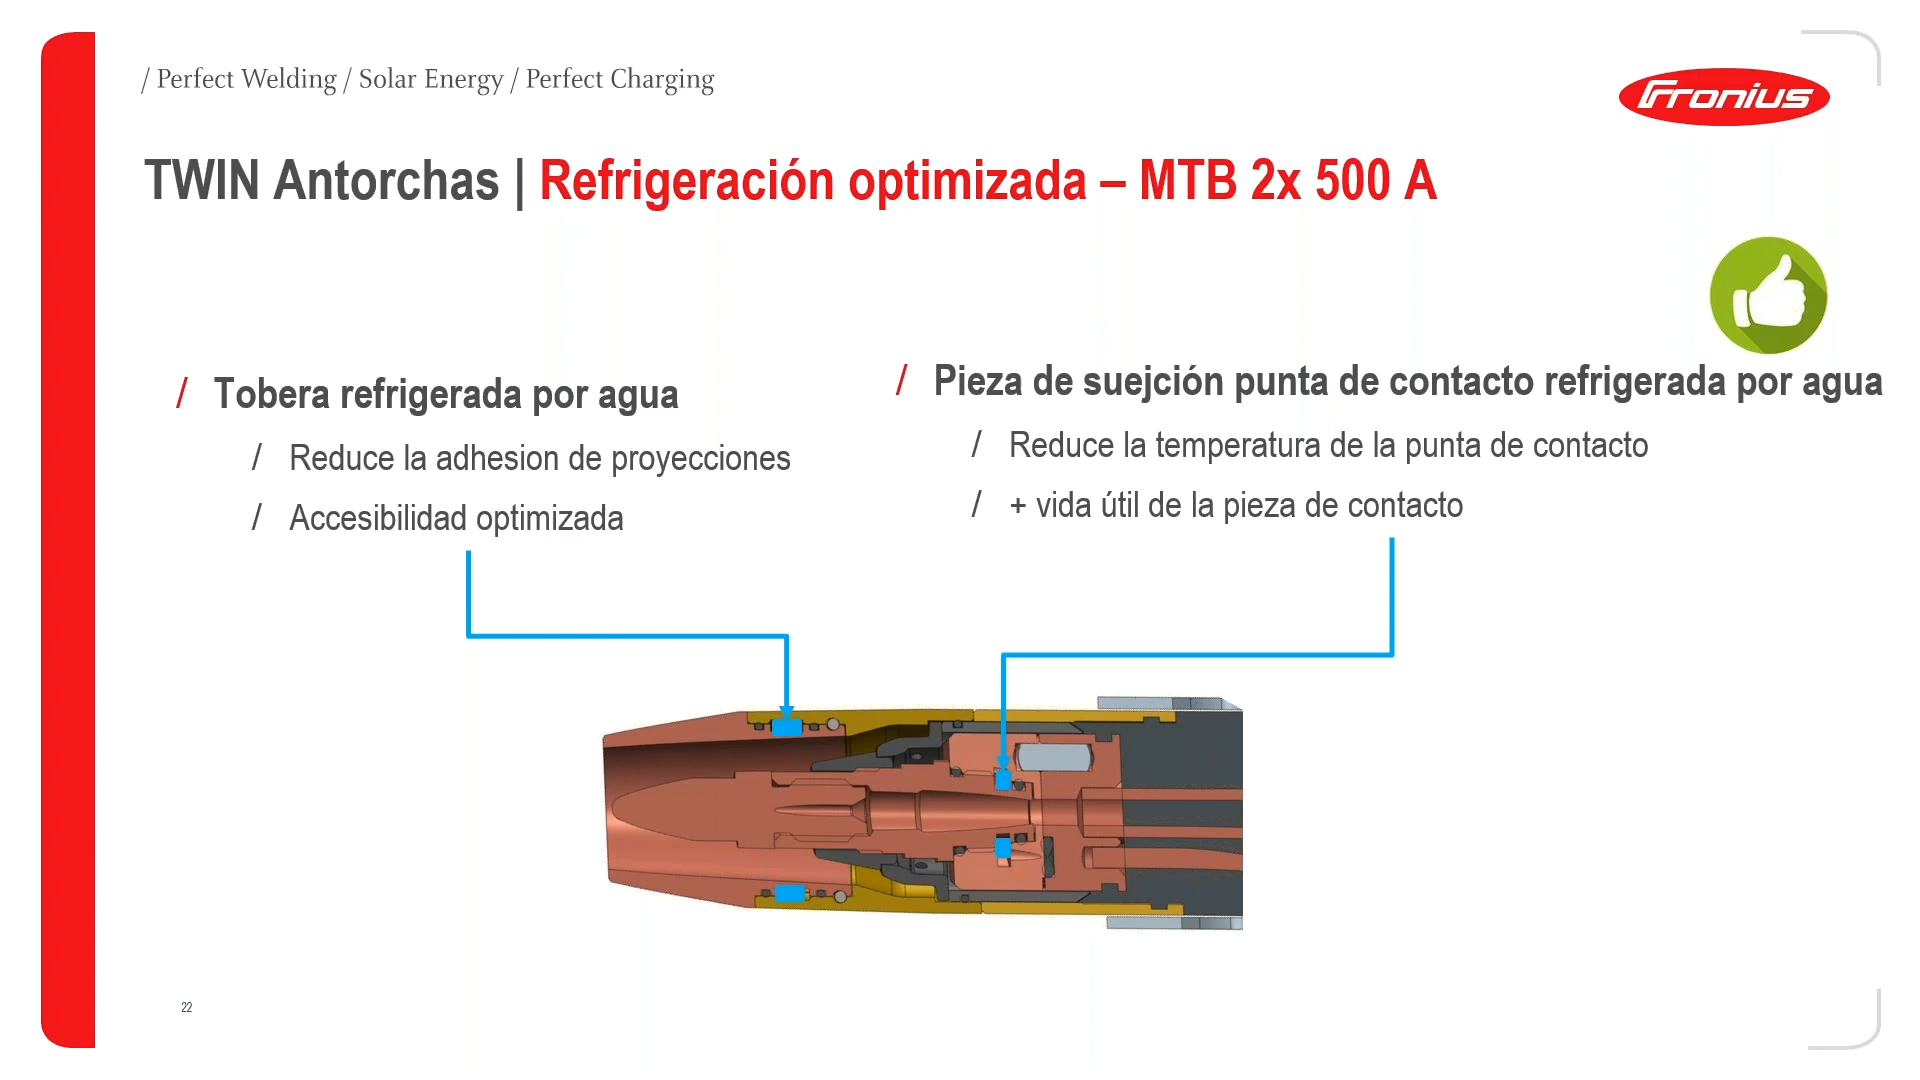 / Perfect Welding / Solar Energy / Perfect Charging
Fronius
TWIN Antorchas | Refrigeración optimizada – MTB 2x 500 A
/ Tobera refrigerada por agua
/ Reduce la adhesion de proyecciones
/ Accesibilidad optimizada
/ Pieza de suejción punta de contacto refrigerada por agua
/ Reduce la temperatura de la punta de contacto
/ + vida útil de la pieza de contacto
22